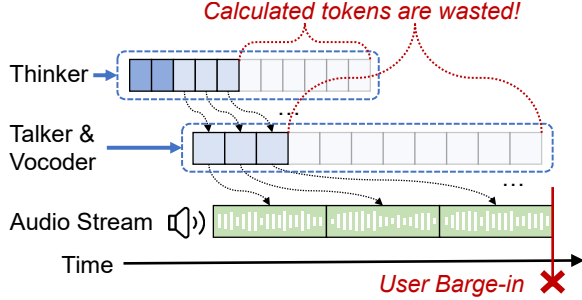 Calculated tokens are wasted!
Thinker
...
Talker &
Vocoder
...
Audio Stream
Time
User Barge-in